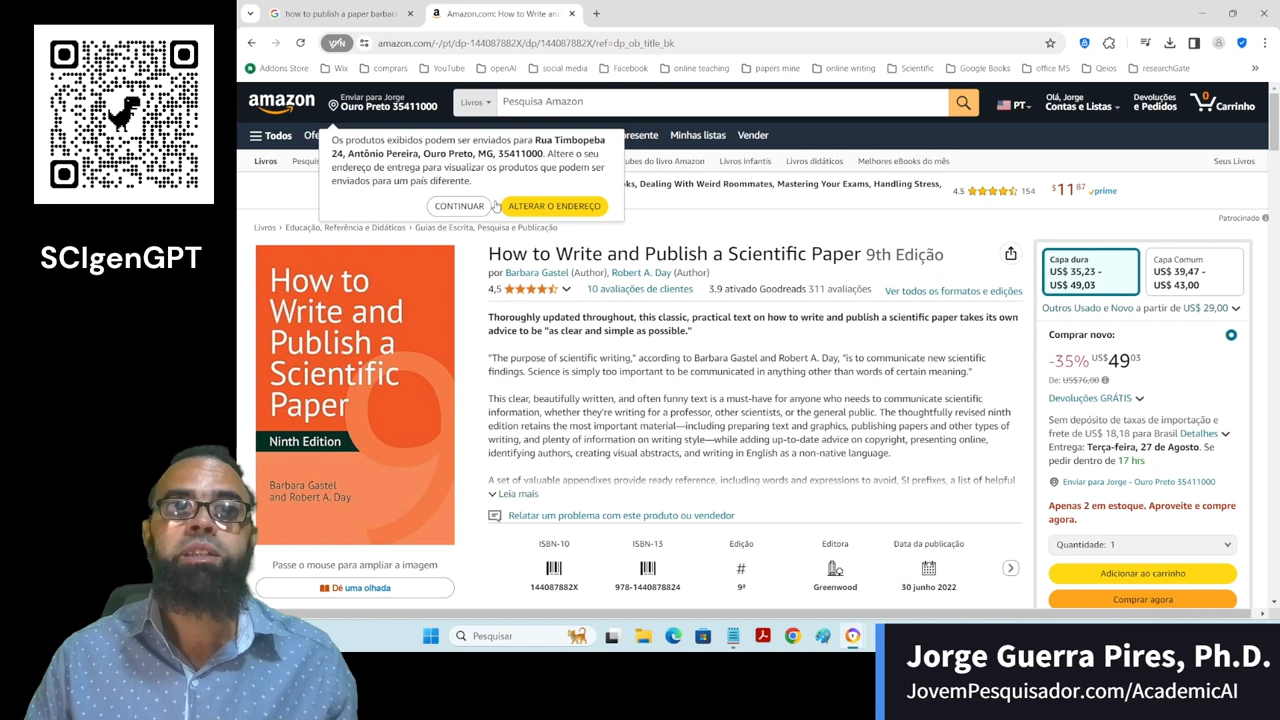 how to publish a paper barbara
Amazon.com: How to Write and
VPN
amazon.com/-/pt/dp-144087882X/dp/144087882X/ref=dp_ob_title_bk
Addons Store
Wix
comprars
YouTube
openAI
social media
Facebook
online teaching
papers mine
online writing
Scientific
Google Books
office MS
Qeios
researchGate
amazon
Enviar para Jorge
Ouro Preto 35411000
Livros
Pesquisa Amazon
PT
Olá, Jorge
Contas e Listas
Devoluções
e Pedidos
0
Carrinho
Todos
Minhas listas
Vender
Os produtos exibidos podem ser enviados para Rua Timbopeba
24, Antônio Pereira, Ouro Preto, MG, 35411000. Altere o seu
endereço de entrega para visualizar os produtos que podem ser
enviados para um país diferente.
CONTINUAR
ALTERAR O ENDEREÇO
Livros
do livro Amazon
Livros infantis
Livros didáticos
Melhores eBooks do mês
Seus Livros
Dealing With Weird Roommates, Mastering Your Exams, Handling Stress,
4.5
154
$11 87
prime
Patrocinado
Livros › Educação, Referência e Didáticos › Guias de Escrita, Pesquisa e Publicação
How to Write and Publish a Scientific Paper 9th Edição
por Barbara Gastel (Author), Robert A. Day (Author)
4,5
10 avaliações de clientes
3.9 ativado Goodreads 311 avaliações
Ver todos os formatos e edições
Thoroughly updated throughout, this classic, practical text on how to write and publish a scientific paper takes its own
advice to be "as clear and simple as possible."
"The purpose of scientific writing," according to Barbara Gastel and Robert A. Day, "is to communicate new scientific
findings. Science is simply too important to be communicated in anything other than words of certain meaning."
This clear, beautifully written, and often funny text is a must-have for anyone who needs to communicate scientific
information, whether they're writing for a professor, other scientists, or the general public. The thoughtfully revised ninth
edition retains the most important material—including preparing text and graphics, publishing papers and other types of
writing, and plenty of information on writing style—while adding up-to-date advice on copyright, presenting online,
identifying authors, creating visual abstracts, and writing in English as a non-native language.
A set of valuable appendixes provide ready reference, including words and expressions to avoid, SI prefixes, a list of helpful
Leia mais
Relatar um problema com este produto ou vendedor
ISBN-10
144087882X
ISBN-13
978-1440878824
Edição
#
9ª
Editora
Greenwood
Data da publicação
30 junho 2022
Capa dura
US$ 35,23 -
US$ 49,03
Capa Comum
US$ 39,47 -
US$ 43,00
Outros Usado e Novo a partir de US$ 29,00
Comprar novo:
-35% US$ 49 03
De: US$76,00
Devoluções GRÁTIS
Sem depósito de taxas de importação e
frete de US$ 18,18 para Brasil Detalhes
Entrega: Terça-feira, 27 de Agosto. Se
pedir dentro de 17 hrs
Enviar para Jorge - Ouro Preto 35411000
Apenas 2 em estoque. Aproveite e compre
agora.
Quantidade: 1
Adicionar ao carrinho
Comprar agora
How to
Write and
Publish a
Scientific
Paper
9
Ninth Edition
Barbara Gastel
and Robert A. Day
Passe o mouse para ampliar a imagem
Dê uma olhada
Pesquisar
SCIgenGPT
Jorge Guerra Pires, Ph.D.
JovemPesquisador.com/AcademicAI